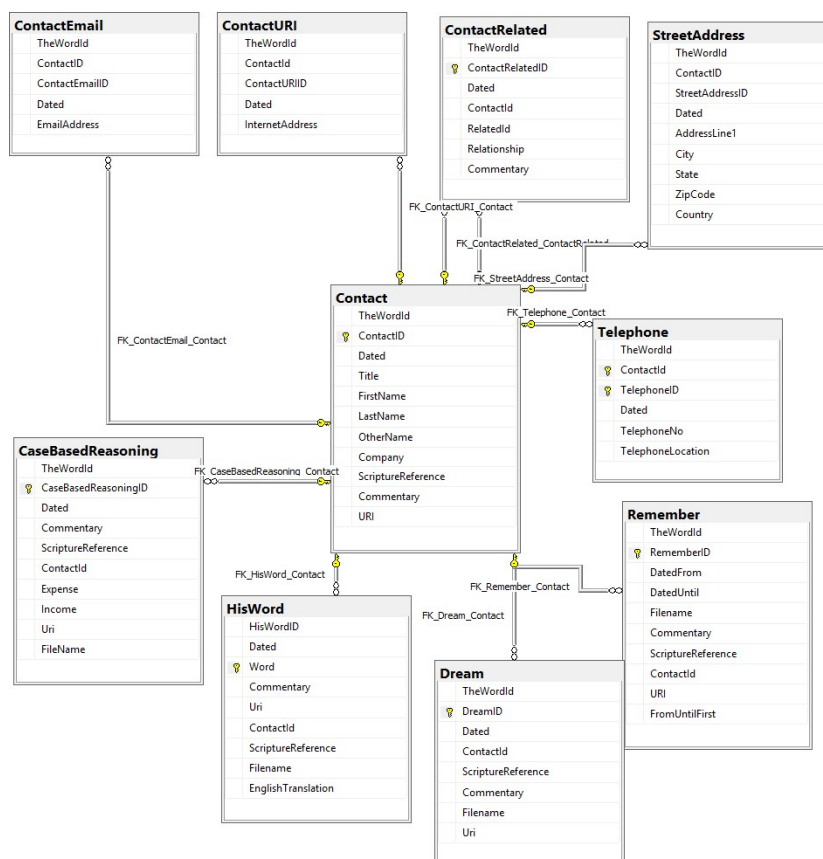 ContactEmail
TheWordId
ContactID
ContactEmailID
Dated
EmailAddress
ContactURI
TheWordId
ContactId
ContactURIID
Dated
InternetAddress
ContactRelated
TheWordId
ContactRelatedID
Dated
ContactId
RelatedId
Relationship
Commentary
StreetAddress
TheWordId
ContactID
StreetAddressID
Dated
AddressLine1
City
State
ZipCode
Country
FK_ContactURI_Contact
FK_ContactRelated_ContactRelated
FK_StreetAddress_Contact
FK_Telephone_Contact
FK_ContactEmail_Contact
Contact
TheWordId
ContactID
Dated
Title
FirstName
LastName
OtherName
Company
ScriptureReference
Commentary
URI
Telephone
TheWordId
ContactId
TelephoneID
Dated
TelephoneNo
TelephoneLocation
CaseBasedReasoning
TheWordId
CaseBasedReasoningID
Dated
Commentary
ScriptureReference
ContactId
Expense
Income
Uri
FileName
FK_CaseBasedReasoning_Contact
Remember
TheWordId
RememberID
DatedFrom
DatedUntil
Filename
Commentary
ScriptureReference
ContactId
URI
FromUntilFirst
FK_HisWord_Contact
FK_Remember_Contact
FK_Dream_Contact
HisWord
HisWordID
Dated
Word
Commentary
Uri
ContactId
ScriptureReference
Filename
EnglishTranslation
Dream
TheWordId
DreamID
Dated
ContactId
ScriptureReference
Commentary
Filename
Uri